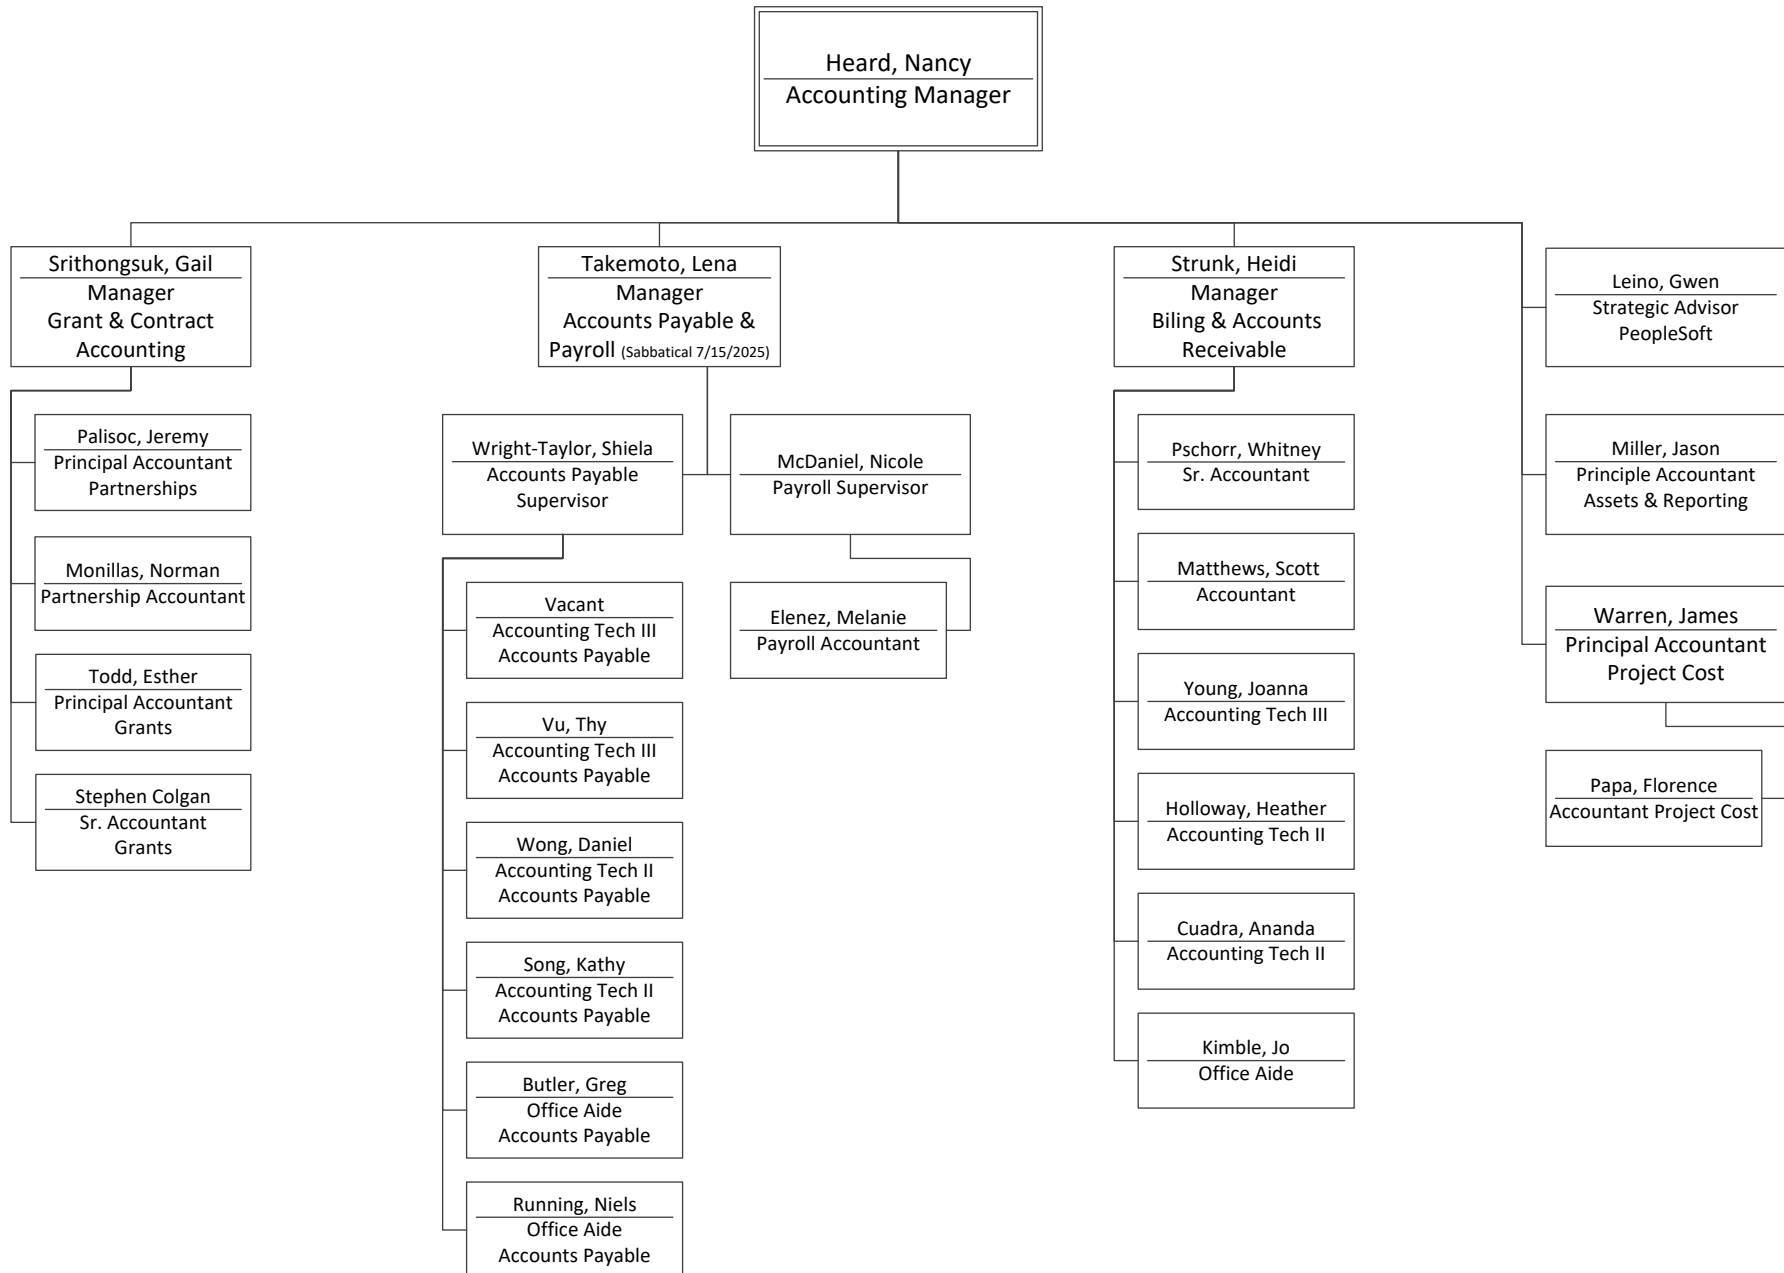 Heard, Nancy
Accounting Manager
Srithongsuk, Gail
Manager
Grant & Contract
Accounting
Palisoc, Jeremy
Principal Accountant
Partnerships
Monillas, Norman
Partnership Accountant
Todd, Esther
Principal Accountant
Grants
Stephen Colgan
Sr. Accountant
Grants
Takemoto, Lena
Manager
Accounts Payable &
Payroll (Sabbatical 7/15/2025)
Wright-Taylor, Shiela
Accounts Payable
Supervisor
Vacant
Accounting Tech III
Accounts Payable
Vu, Thy
Accounting Tech III
Accounts Payable
Wong, Daniel
Accounting Tech II
Accounts Payable
Song, Kathy
Accounting Tech II
Accounts Payable
Butler, Greg
Office Aide
Accounts Payable
Running, Niels
Office Aide
Accounts Payable
McDaniel, Nicole
Payroll Supervisor
Elenez, Melanie
Payroll Accountant
Strunk, Heidi
Manager
Biling & Accounts
Receivable
Pschorr, Whitney
Sr. Accountant
Matthews, Scott
Accountant
Young, Joanna
Accounting Tech III
Holloway, Heather
Accounting Tech II
Cuadra, Ananda
Accounting Tech II
Kimble, Jo
Office Aide
Leino, Gwen
Strategic Advisor
PeopleSoft
Miller, Jason
Principle Accountant
Assets & Reporting
Warren, James
Principal Accountant
Project Cost
Papa, Florence
Accountant Project Cost